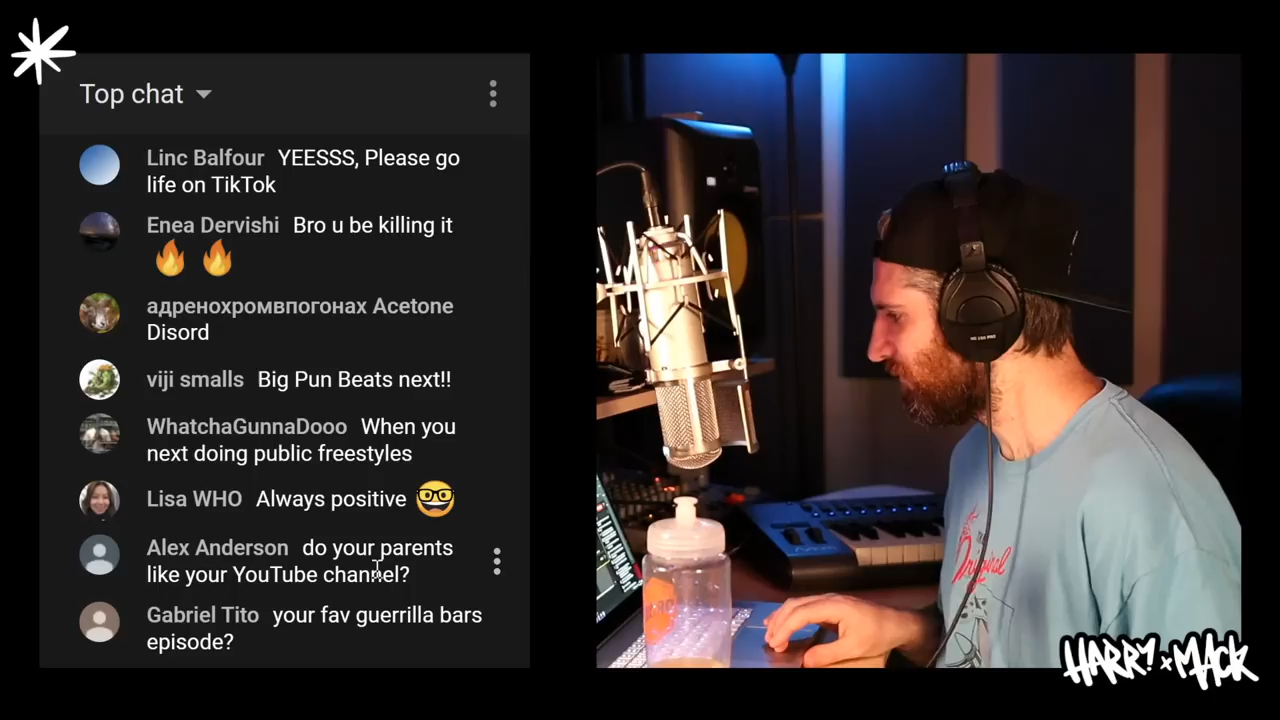 Top chat
Linc Balfour YEESSS, Please go
life on TikTok
Enea Dervishi Bro u be killing it
адренохромвпогонах Acetone
Disord
viji smalls Big Pun Beats next!!
WhatchaGunnaDooo When you
next doing public freestyles
Lisa WHO Always positive
Alex Anderson do your parents
like your YouTube channel?
Gabriel Tito your fav guerrilla bars
episode?
Original
HARRY x MACK